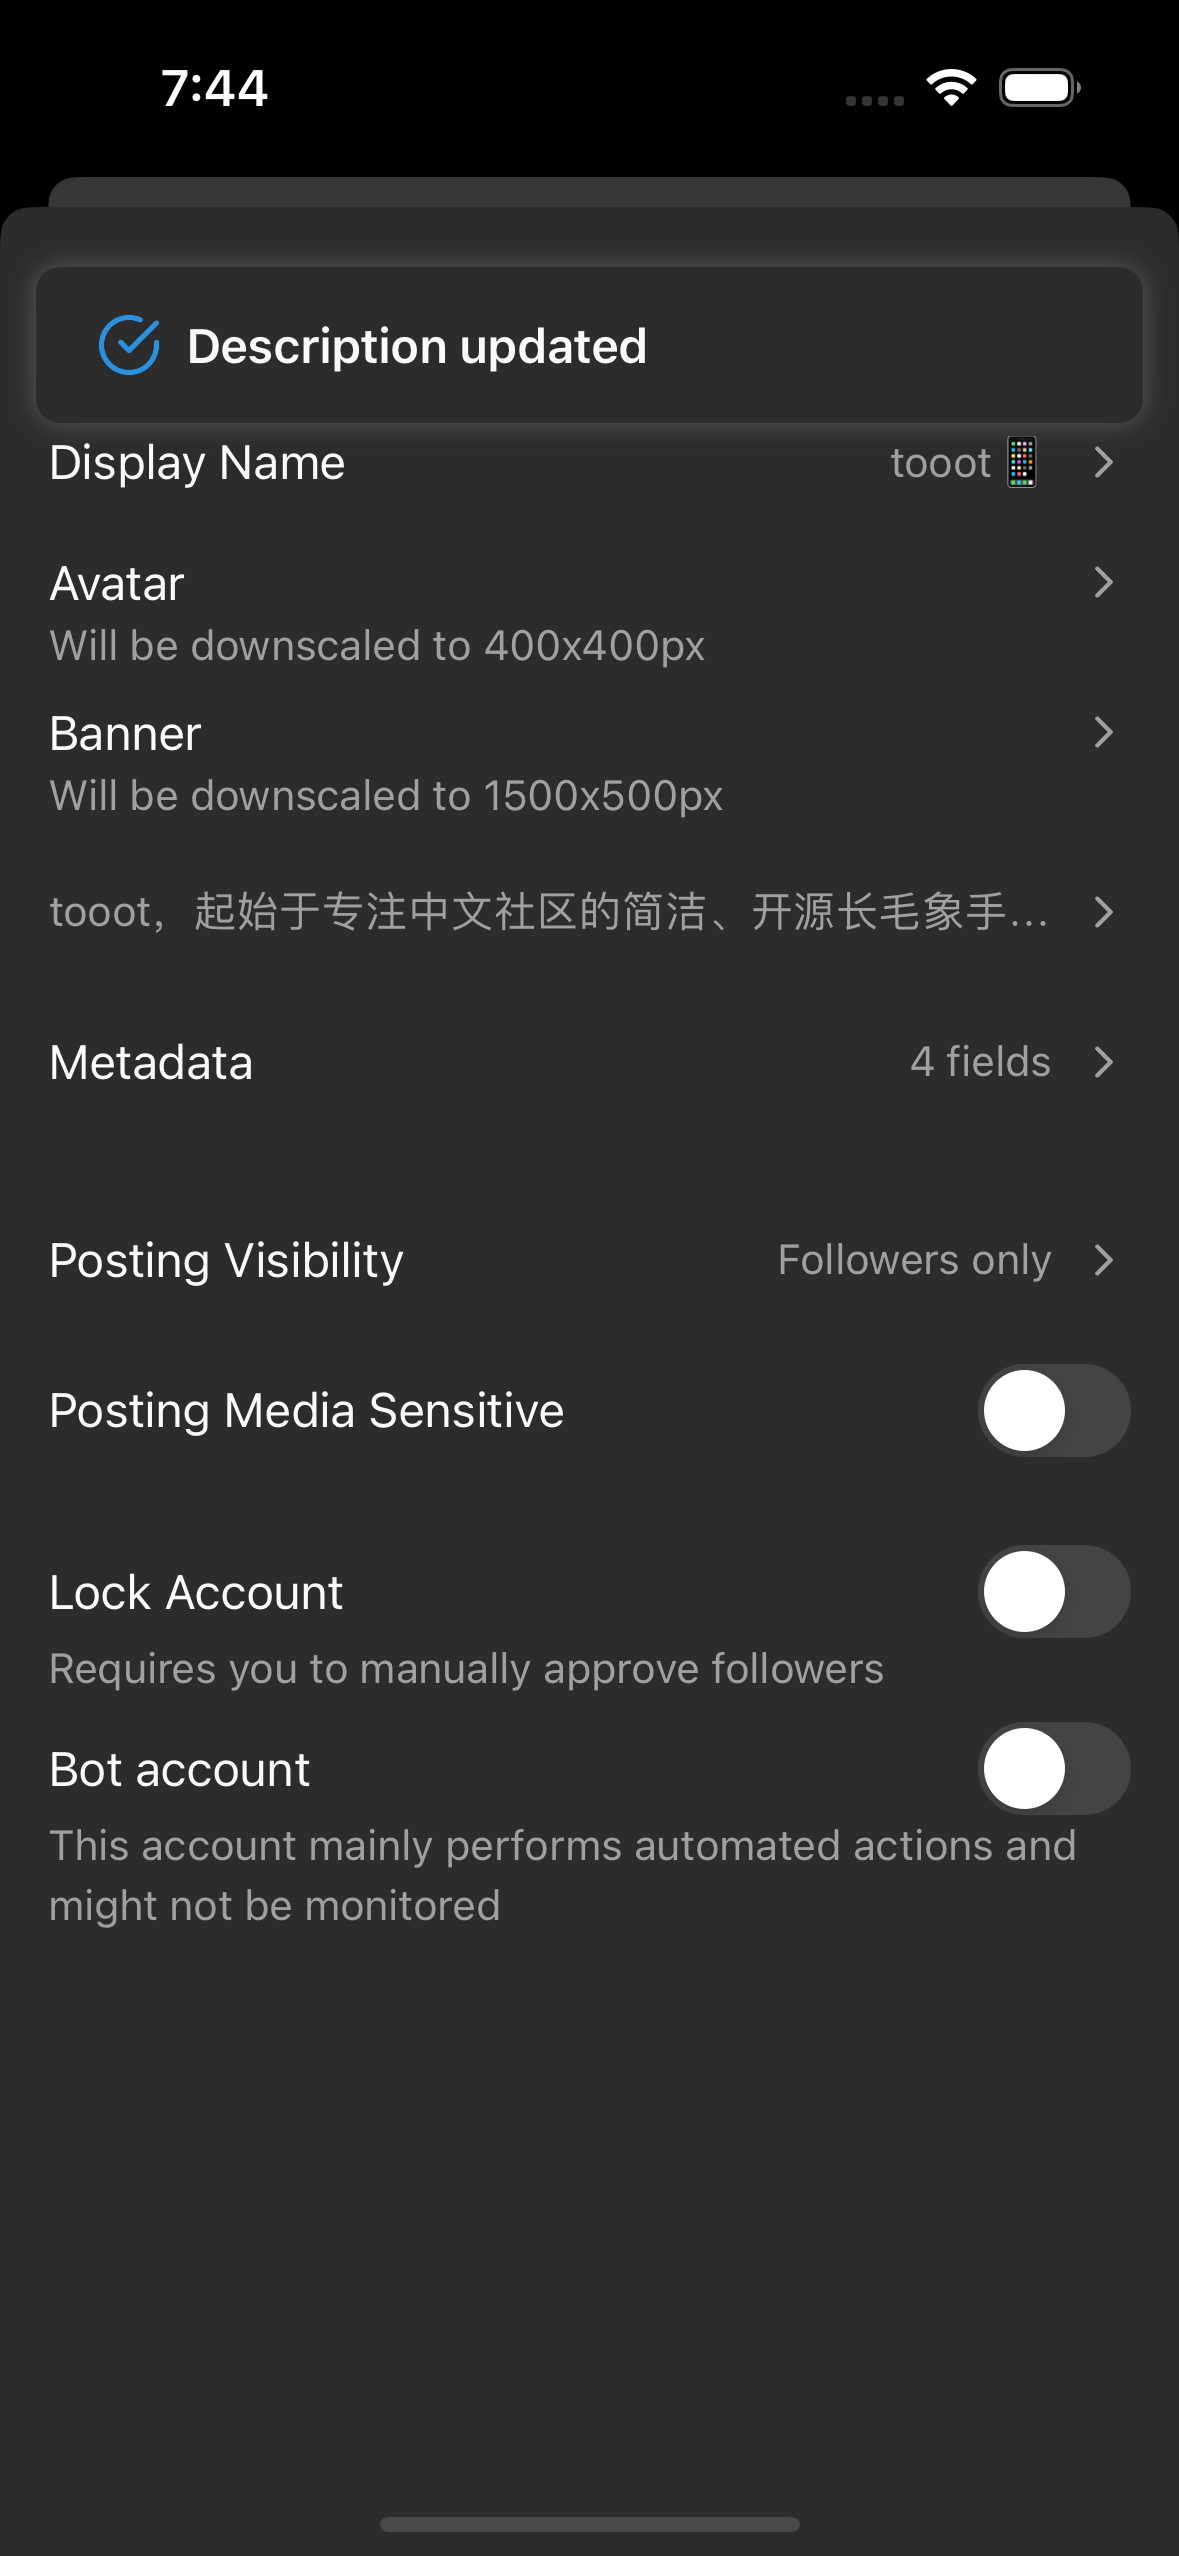 7:44
Description updated
Display Name
tooot📱
Avatar
Will be downscaled to 400x400px
Banner
Will be downscaled to 1500x500px
tooot，起始于专注中文社区的简洁、开源长毛象手...
Metadata
4 fields
Posting Visibility
Followers only
Posting Media Sensitive
Lock Account
Requires you to manually approve followers
Bot account
This account mainly performs automated actions and
might not be monitored